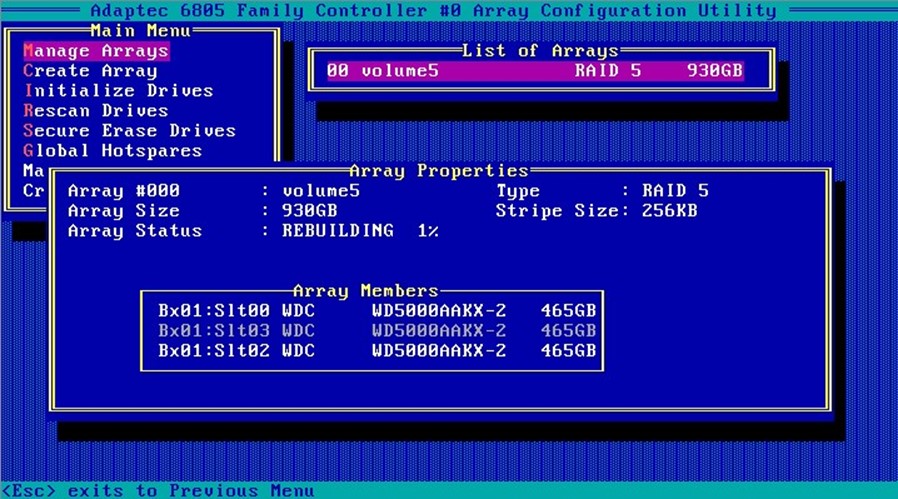 Adaptec 6805 Family Controller #0 Array Configuration Utility
Main Menu
Manage Arrays
Create Array
Initialize Drives
Rescan Drives
Secure Erase Drives
Global Hotspares
Ma
Cr
List of Arrays
00 volume5 RAID 5 930GB
Array Properties
Array #000 : volume5 Type : RAID 5
Array Size : 930GB Stripe Size: 256KB
Array Status : REBUILDING 1%
Array Members
Bx01:Slt00 WDC WD5000AAKX-2 465GB
Bx01:Slt03 WDC WD5000AAKX-2 465GB
Bx01:Slt02 WDC WD5000AAKX-2 465GB
<Esc> exits to Previous Menu